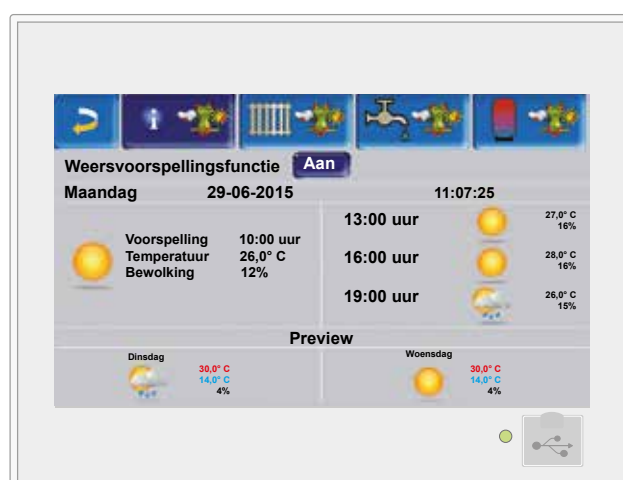 Weersvoorspellingsfunctie Aan
Maandag 29-06-2015 11:07:25
Voorspelling 10:00 uur
Temperatuur 26,0° C
Bewolking 12%
13:00 uur 27,0° C
16%
16:00 uur 28,0° C
16%
19:00 uur 26,0° C
15%
Preview
Dinsdag
30,0° C
14,0° C
4%
Woensdag
30,0° C
14,0° C
4%